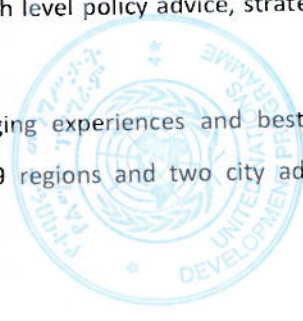 h level policy advice, strate
ging experiences and best
9 regions and two city ad
UNITED NATIONS DEVELOPMENT PROGRAMME